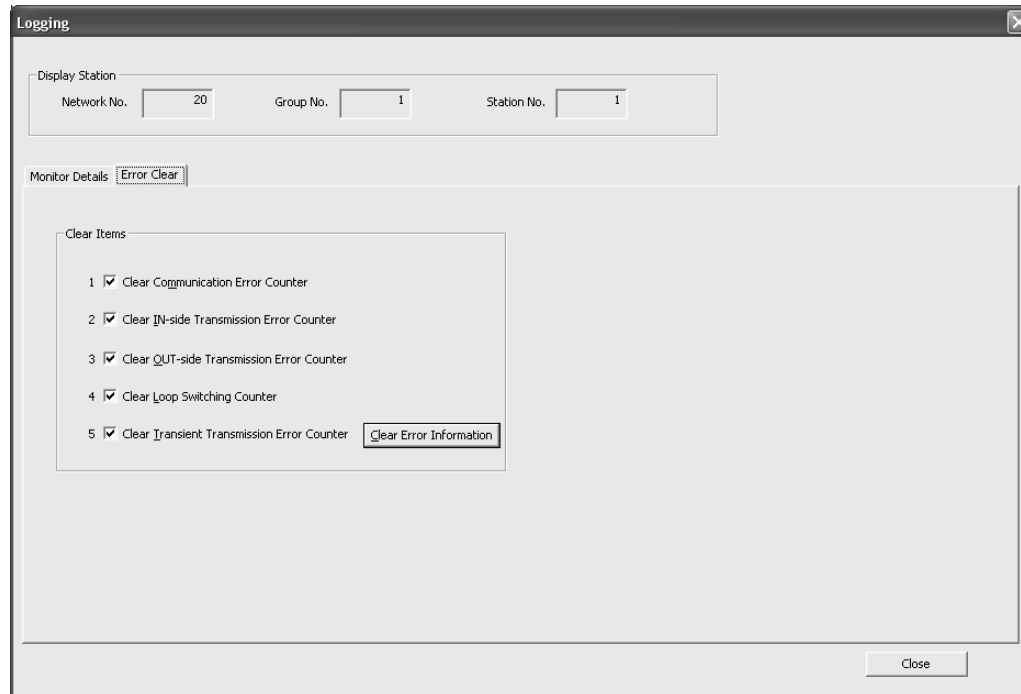 Logging
Display Station
Network No. 20 Group No. 1 Station No. 1
Monitor Details Error Clear
Clear Items
1 Clear Communication Error Counter
2 Clear IN-side Transmission Error Counter
3 Clear OUT-side Transmission Error Counter
4 Clear Loop Switching Counter
5 Clear Transient Transmission Error Counter Clear Error Information
Close